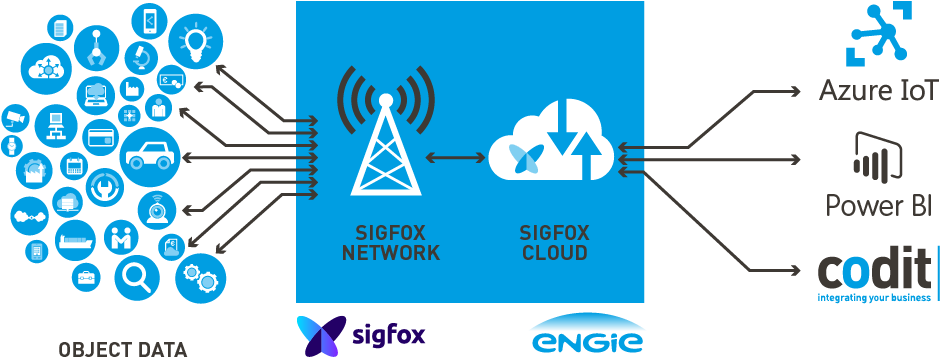 Azure IoT
Power BI
SIGFOX
NETWORK
SIGFOX
CLOUD
codit
integrating your business
sigfox
ENGIE
OBJECT DATA